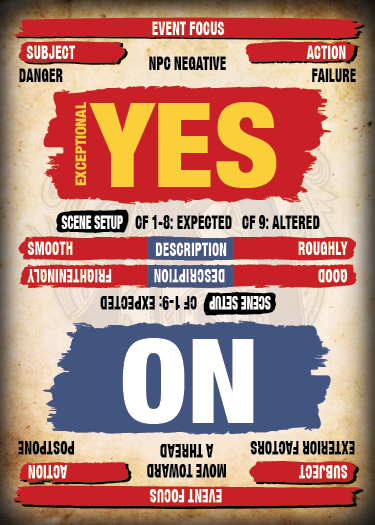 EVENT FOCUS
SUBJECT NPC NEGATIVE ACTION
DANGER FAILURE
EXCEPTIONAL
YES
SCENE SETUP CF 1-8: EXPECTED CF 9: ALTERED
SMOOTH DESCRIPTION ROUGHLY
EVENT FOCUS
SUBJECT MOVE TOWARD ACTION
EXTERIOR FACTORS A THREAD POSTPONE
NO
SCENE SETUP CF 1-9: EXPECTED
GOOD DESCRIPTION FRIGHTENINGLY